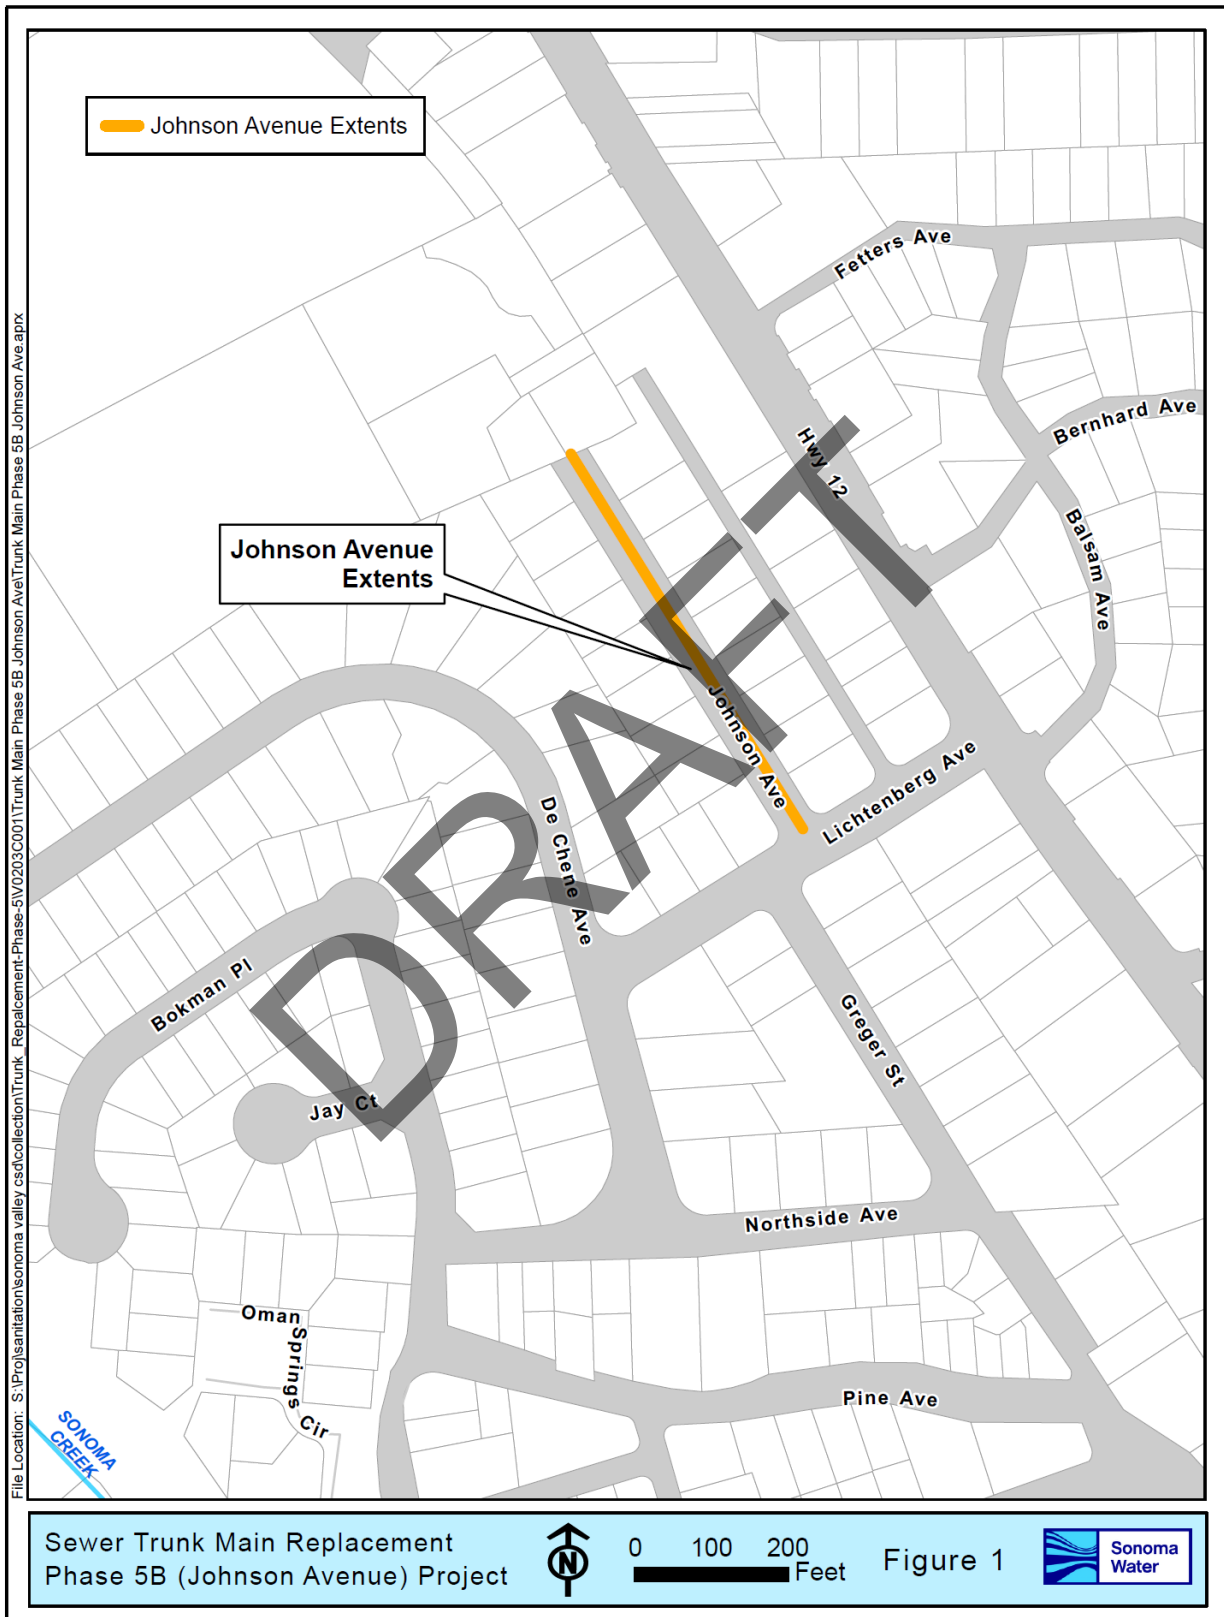 Johnson Avenue Extents
Fetters Ave
Bernhard Ave
Hwy 12
Balsam Ave
Johnson Avenue
Extents
Johnson Ave
Lichtenberg Ave
De Chene Ave
Bokman Pl
Greger St
Jay Ct
Northside Ave
Oman
Springs
Cir
Pine Ave
SONOMA
CREEK
DRAFT
File Location: S:\Proj\sanitation\sonoma valley csd\collection\Trunk_Repalcement-Phase-5\V0203C001\Trunk Main Phase 5B Johnson Ave\Trunk Main Phase 5B Johnson Ave.aprx
Sewer Trunk Main Replacement
Phase 5B (Johnson Avenue) Project
N
0 100 200
Feet
Figure 1
Sonoma
Water